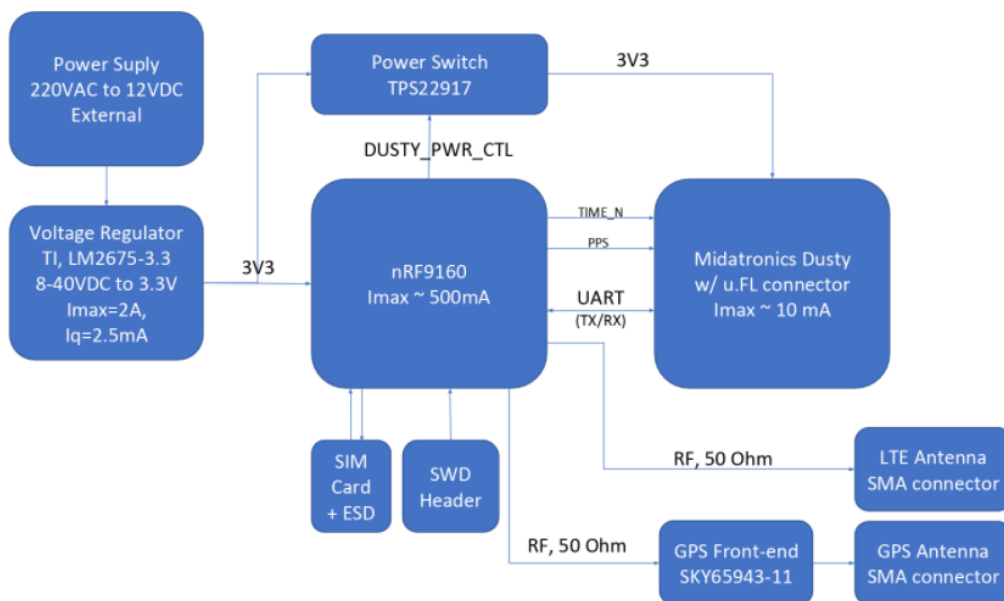 Power Suply
220VAC to 12VDC
External
Power Switch
TPS22917
3V3
DUSTY_PWR_CTL
Voltage Regulator
TI, LM2675-3.3
8-40VDC to 3.3V
Imax=2A,
Iq=2.5mA
3V3
nRF9160
Imax ~ 500mA
TIME_N
PPS
UART
(TX/RX)
Midatronics Dusty
w/ u.FL connector
Imax ~ 10 mA
SIM
Card
+ ESD
SWD
Header
RF, 50 Ohm
LTE Antenna
SMA connector
RF, 50 Ohm
GPS Front-end
SKY65943-11
GPS Antenna
SMA connector